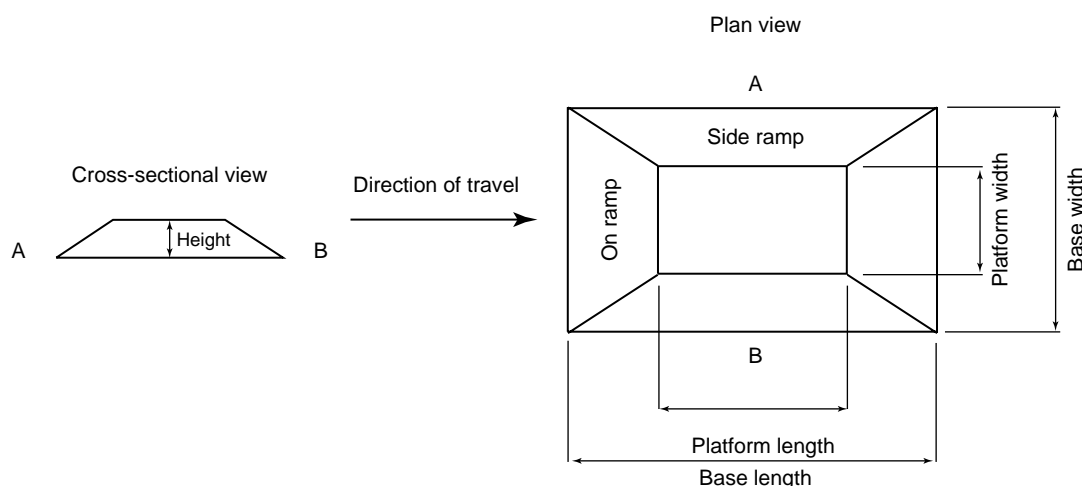 Plan view
A
Side ramp
Cross-sectional view
Direction of travel
On ramp
Platform width
Base width
Height
A
B
B
Platform length
Base length